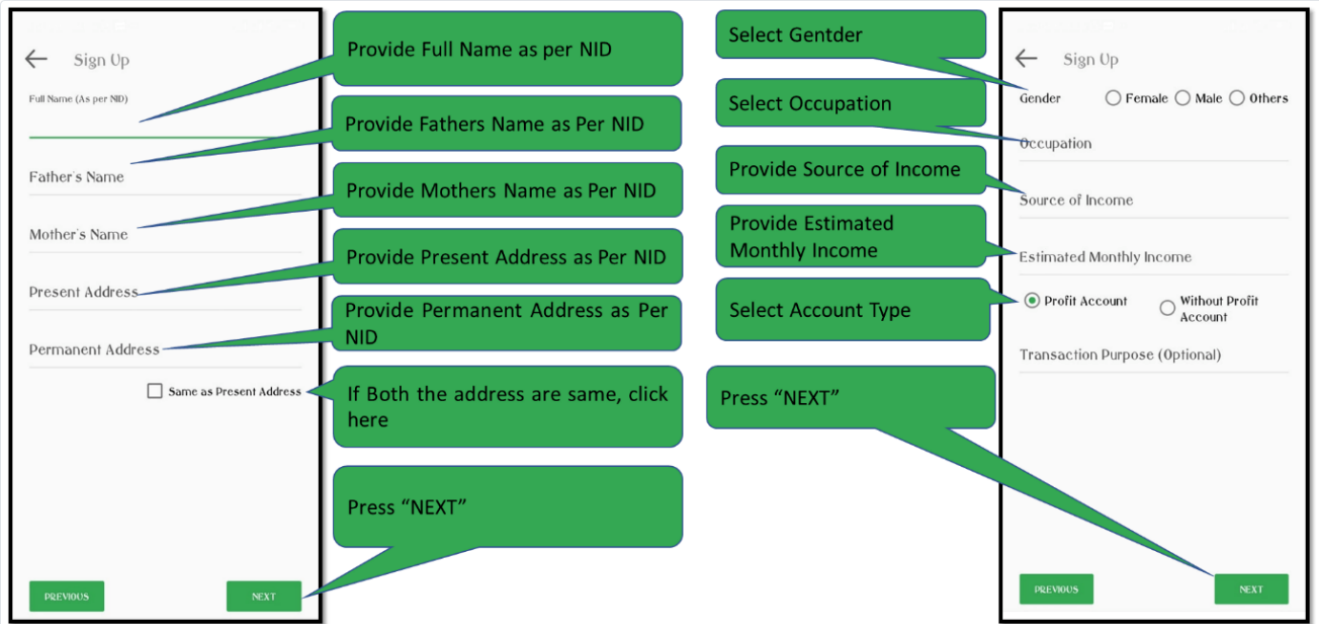 Sign Up
Full Name (As per NID)
Father's Name
Mother's Name
Present Address
Permanent Address
Same as Present Address
PREVIOUS
NEXT
Provide Full Name as per NID
Provide Fathers Name as Per NID
Provide Mothers Name as Per NID
Provide Present Address as Per NID
Provide Permanent Address as Per
NID
If Both the address are same, click
here
Press “NEXT”
Select Gentder
Select Occupation
Provide Source of Income
Provide Estimated
Monthly Income
Select Account Type
Press “NEXT”
Sign Up
Gender Female Male Others
Occupation
Source of Income
Estimated Monthly Income
Profit Account Without Profit
Account
Transaction Purpose (Optional)
PREVIOUS
NEXT